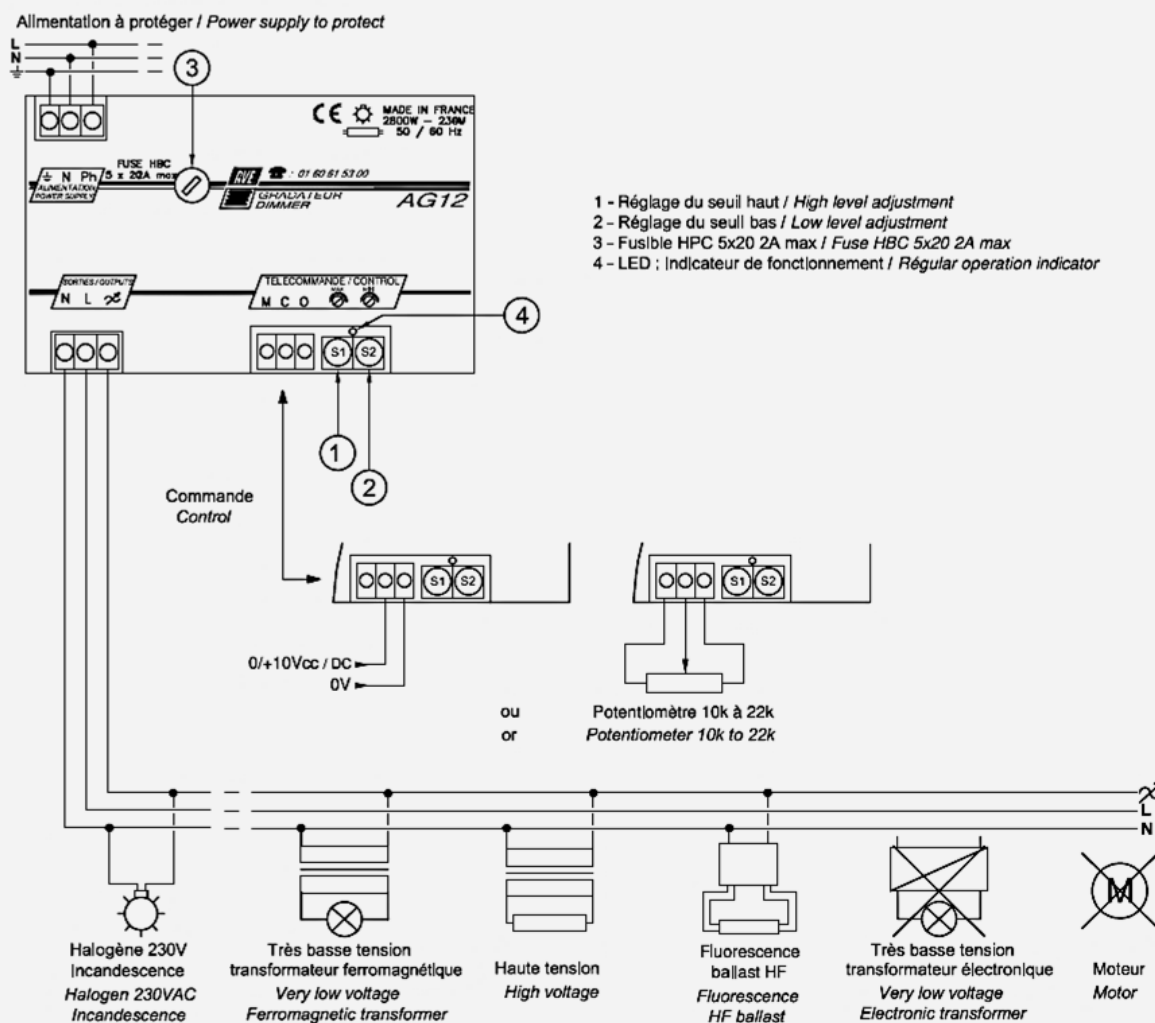 Alimentation à protéger / Power supply to protect
L
N
3
CE MADE IN FRANCE
2800W - 230V
50 / 60 Hz
FUSE HBC
5 x 20A max
N Ph
ALIMENTATION
POWER SUPPLY
AVE ☎ : 01 60 61 53 00
GRADATEUR
DIMMER
AG12
1 - Réglage du seuil haut / High level adjustment
2 - Réglage du seuil bas / Low level adjustment
3 - Fusible HPC 5x20 2A max / Fuse HBC 5x20 2A max
4 - LED : Indicateur de fonctionnement / Régular operation indicator
SORTIES / OUTPUTS
N L
TELECOMMANDE / CONTROL
M C O
4
S1 S2
1
2
Commande
Control
S1 S2
S1 S2
0/+10Vcc / DC
0V
ou Potentiomètre 10k à 22k
or Potentiometer 10k to 22k
L
N
M
Halogène 230V
Incandescence
Halogen 230VAC
Incandescence
Très basse tension
transformateur ferromagnétique
Very low voltage
Ferromagnetic transformer
Haute tension
High voltage
Fluorescence
ballast HF
Fluorescence
HF ballast
Très basse tension
transformateur électronique
Very low voltage
Electronic transformer
Moteur
Motor